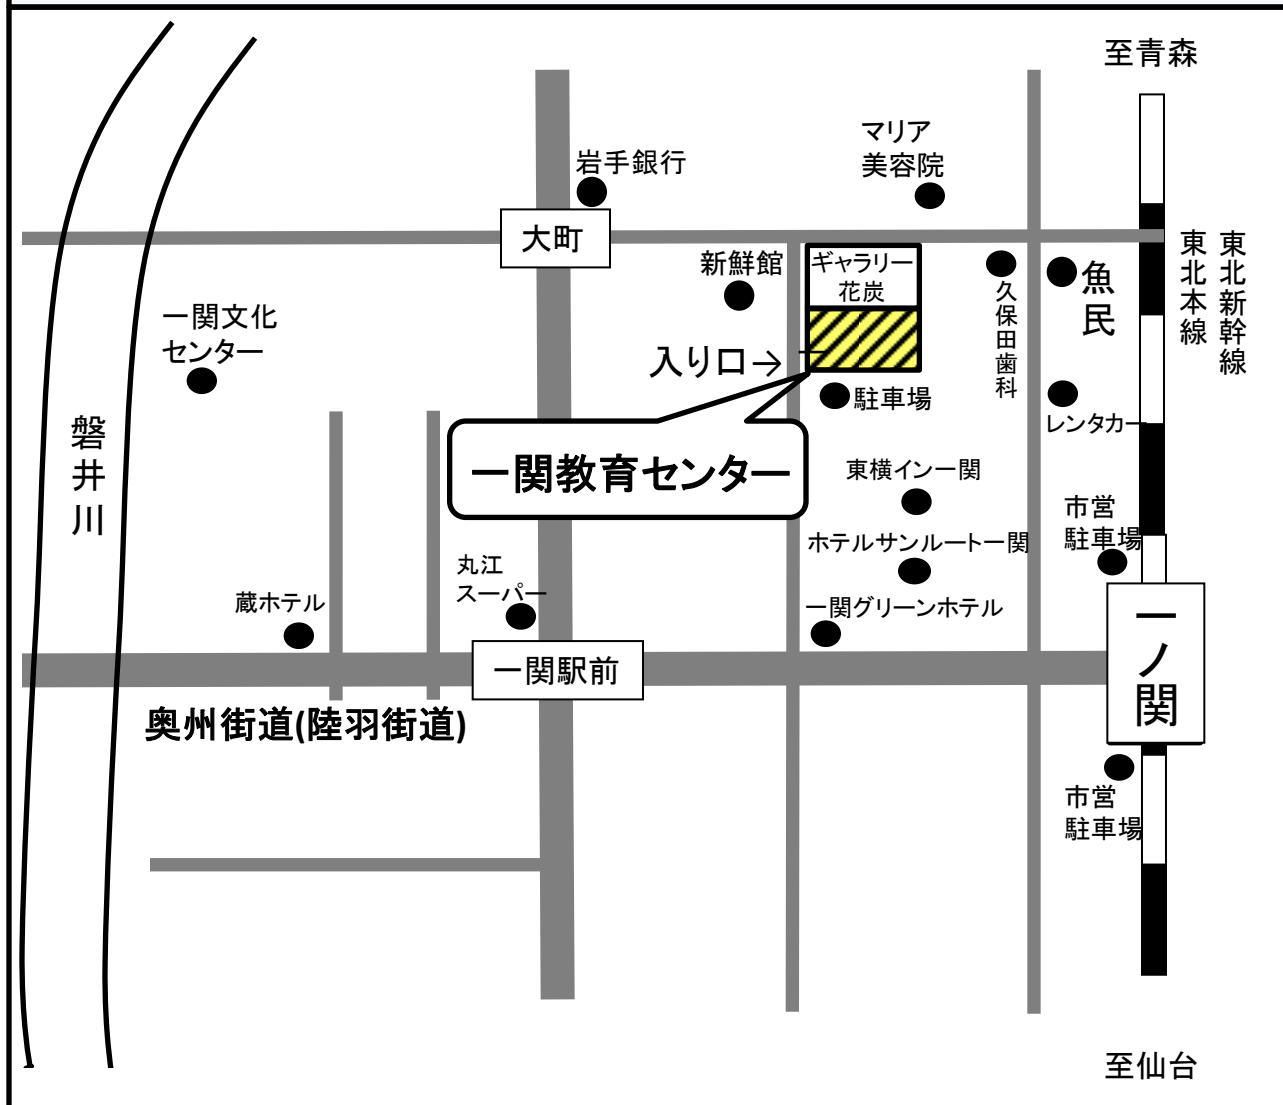 至青森
マリア
美容院
岩手銀行
大町
新鮮館
ギャラリー
花炭
久保田歯科
魚民
東北本線
東北新幹線
一関文化
センター
入り口→
駐車場
レンタカー
磐井川
一関教育センター
東横イン一関
市営
駐車場
ホテルサンルート一関
丸江
スーパー
蔵ホテル
一関グリーンホテル
一関駅前
一ノ関
奥州街道(陸羽街道)
市営
駐車場
至仙台